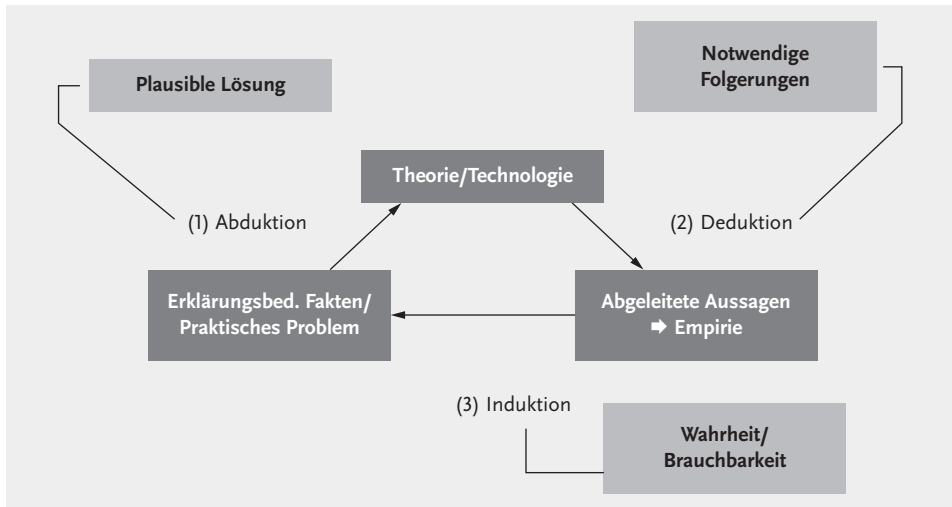 Plausible Lösung
Notwendige
Folgerungen
Theorie/Technologie
(1) Abduktion
(2) Deduktion
Erklärungsbed. Fakten/
Praktisches Problem
Abgeleitete Aussagen
➡ Empirie
(3) Induktion
Wahrheit/
Brauchbarkeit